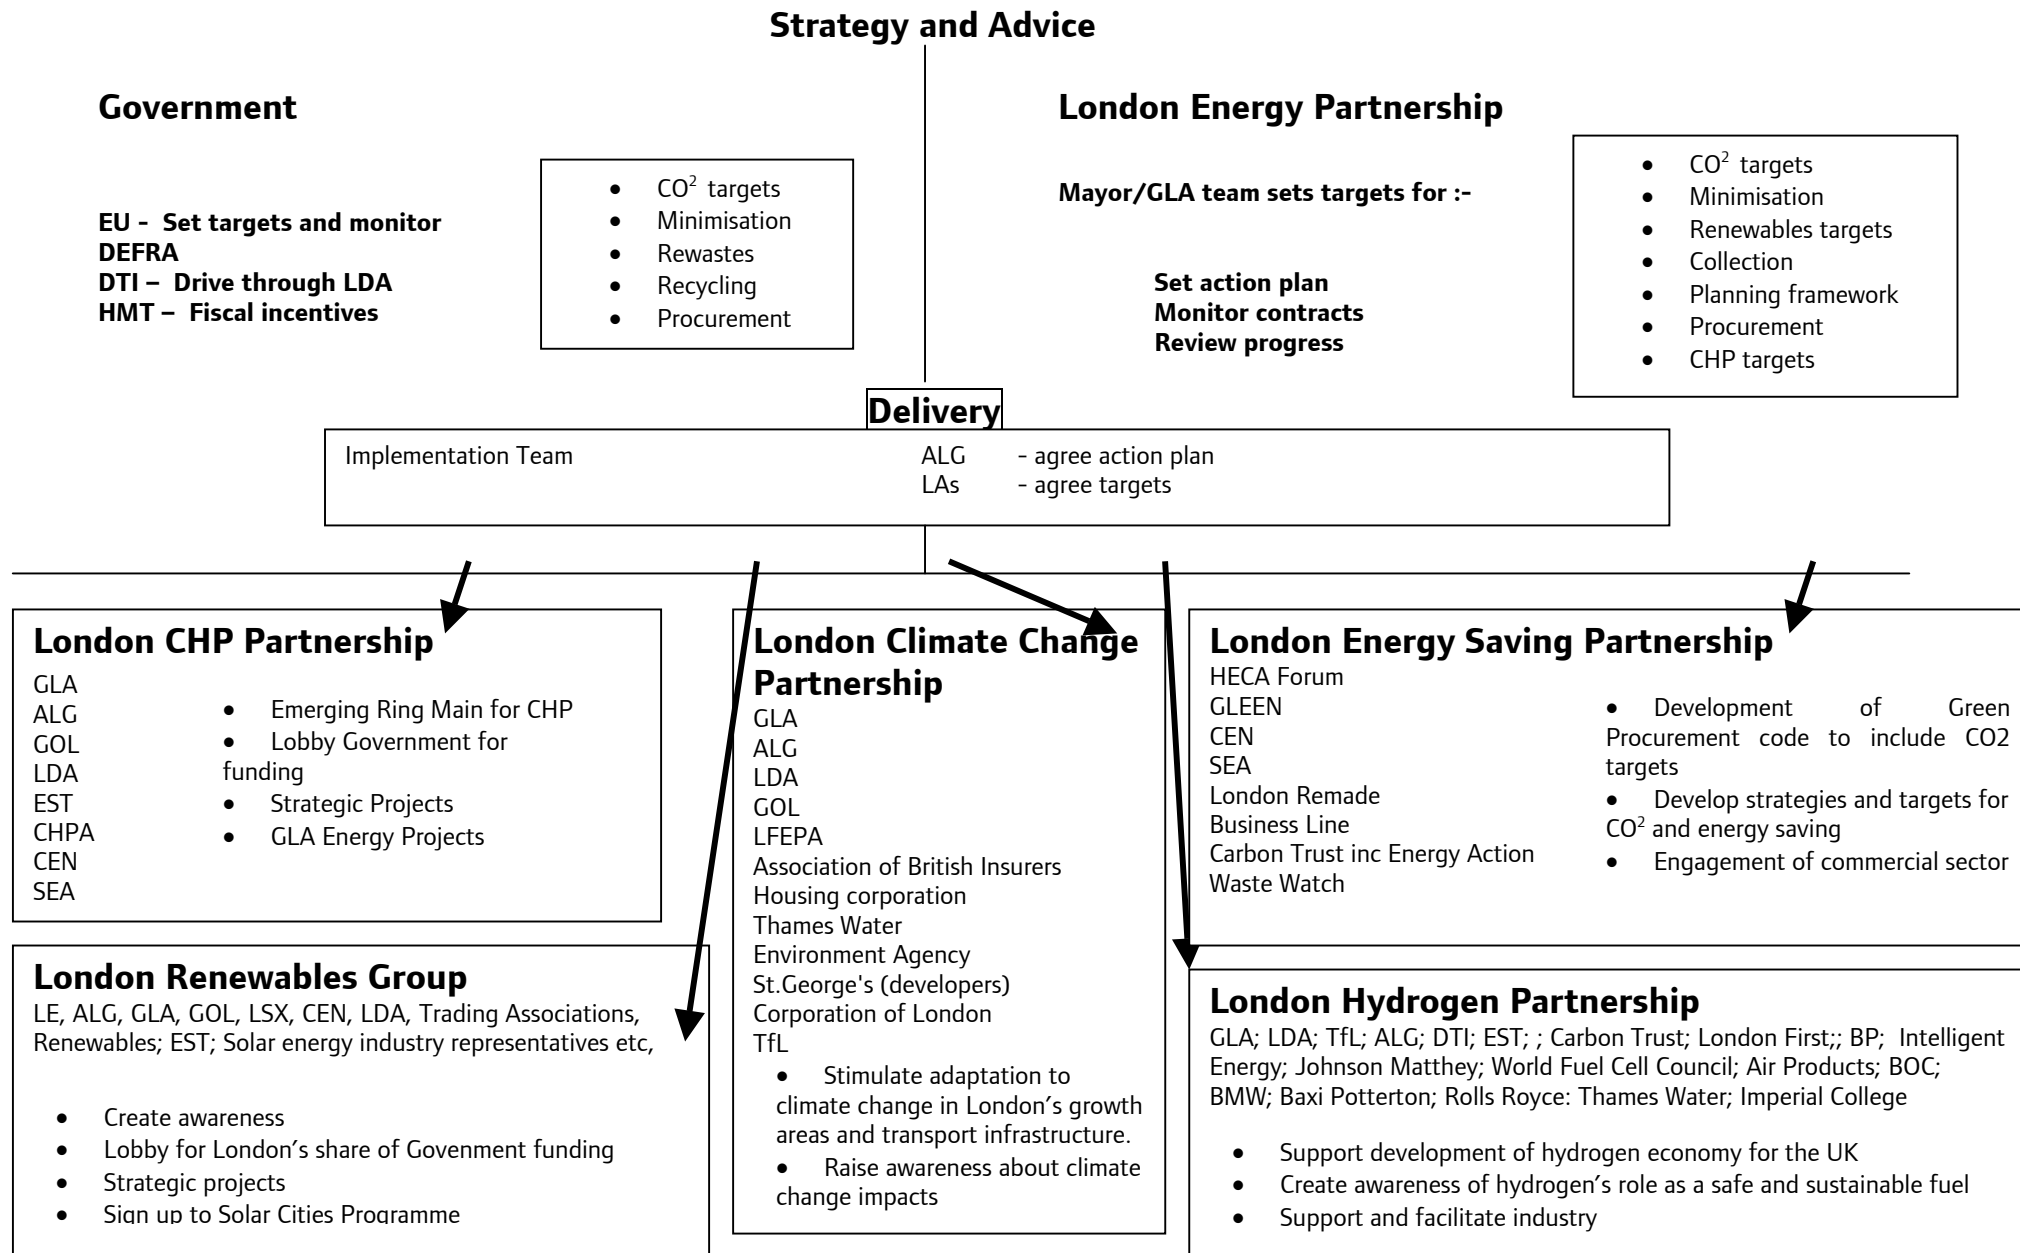 Strategy and Advice
Government
EU - Set targets and monitor
DEFRA
DTI – Drive through LDA
HMT – Fiscal incentives
• CO² targets
• Minimisation
• Rewastes
• Recycling
• Procurement
London Energy Partnership
Mayor/GLA team sets targets for :-
Set action plan
Monitor contracts
Review progress
• CO² targets
• Minimisation
• Renewables targets
• Collection
• Planning framework
• Procurement
• CHP targets
Delivery
Implementation Team
ALG - agree action plan
LAs - agree targets
London CHP Partnership
GLA
ALG
GOL
LDA
EST
CHPA
CEN
SEA
• Emerging Ring Main for CHP
• Lobby Government for
funding
• Strategic Projects
• GLA Energy Projects
London Climate Change
Partnership
GLA
ALG
LDA
GOL
LFEPA
Association of British Insurers
Housing corporation
Thames Water
Environment Agency
St.George's (developers)
Corporation of London
TfL
• Stimulate adaptation to
climate change in London's growth
areas and transport infrastructure.
• Raise awareness about climate
change impacts
London Energy Saving Partnership
HECA Forum
GLEEN
CEN
SEA
London Remade
Business Line
Carbon Trust inc Energy Action
Waste Watch
• Development of Green
Procurement code to include CO2
targets
• Develop strategies and targets for
CO² and energy saving
• Engagement of commercial sector
London Renewables Group
LE, ALG, GLA, GOL, LSX, CEN, LDA, Trading Associations,
Renewables; EST; Solar energy industry representatives etc,
• Create awareness
• Lobby for London's share of Govenment funding
• Strategic projects
• Sign up to Solar Cities Programme
London Hydrogen Partnership
GLA; LDA; TfL; ALG; DTI; EST; ; Carbon Trust; London First;; BP; Intelligent
Energy; Johnson Matthey; World Fuel Cell Council; Air Products; BOC;
BMW; Baxi Potterton; Rolls Royce: Thames Water; Imperial College
• Support development of hydrogen economy for the UK
• Create awareness of hydrogen's role as a safe and sustainable fuel
• Support and facilitate industry